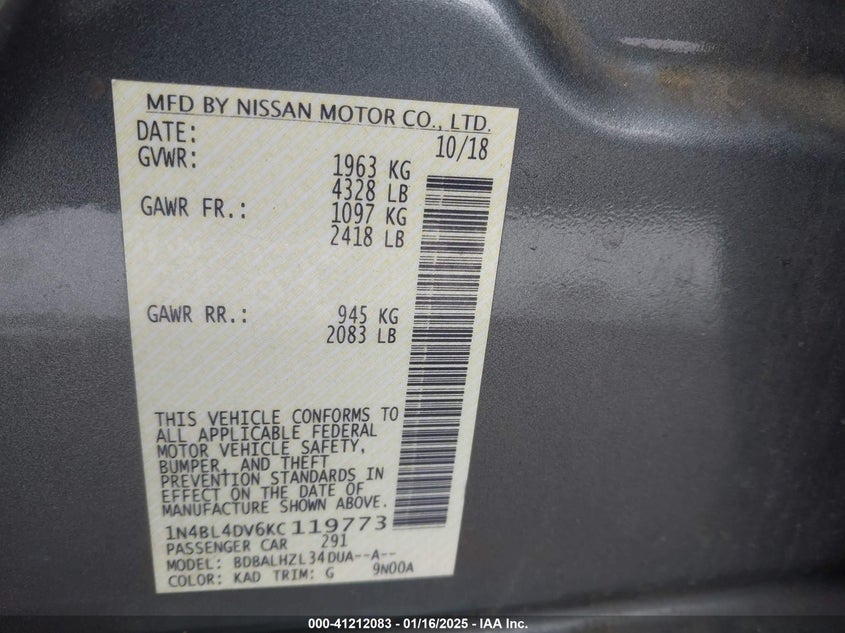 MFD BY NISSAN MOTOR CO., LTD.
DATE: 10/18
GVWR: 1963 KG
4328 LB
GAWR FR.: 1097 KG
2418 LB
GAWR RR.: 945 KG
2083 LB
THIS VEHICLE CONFORMS TO
ALL APPLICABLE FEDERAL
MOTOR VEHICLE SAFETY,
BUMPER, AND THEFT
PREVENTION STANDARDS IN
EFFECT ON THE DATE OF
MANUFACTURE SHOWN ABOVE.
1N4BL4DV6KC119773
PASSENGER CAR 291
MODEL: BDBALHZL34DUA--A--
COLOR: KAD TRIM: G 9N00A
000-41212083 - 01/16/2025 - IAA Inc.